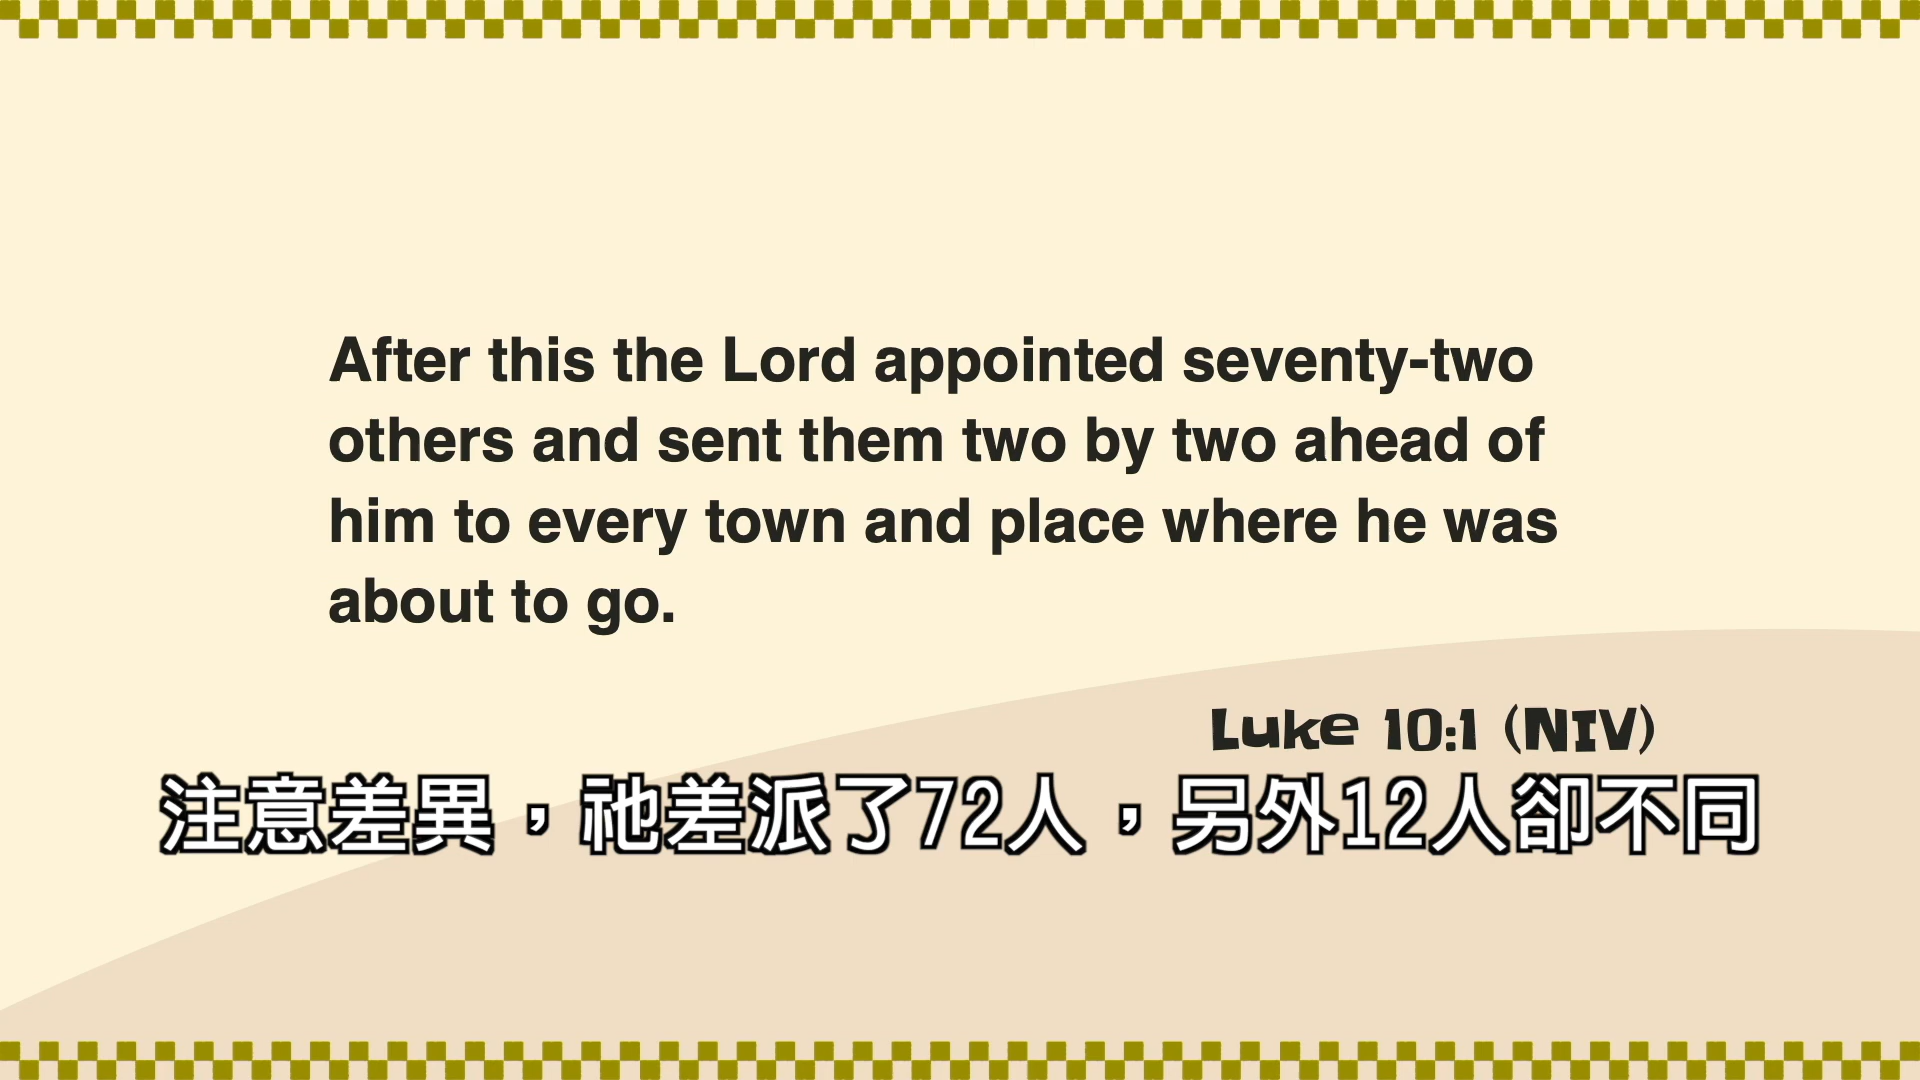 After this the Lord appointed seventy-two
others and sent them two by two ahead of
him to every town and place where he was
about to go.
Luke 10:1 (NIV)
注意差異，祂差派了72人，另外12人卻不同